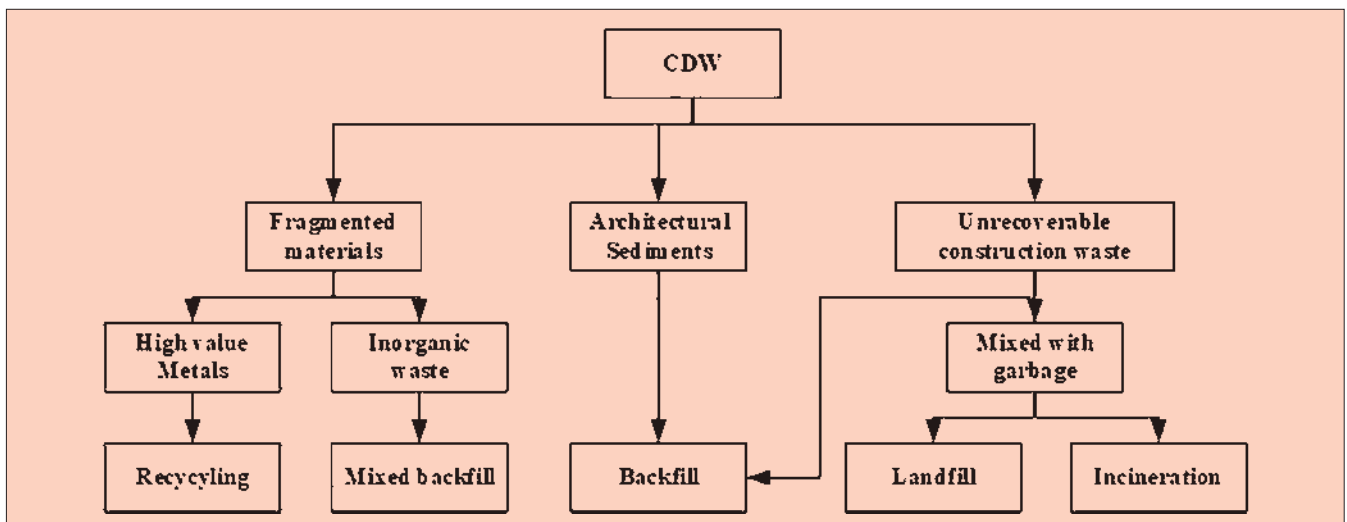 CDW
Fragmented
materials
Architectural
Sediments
Unrecoverable
construction waste
High value
Metals
Inorganic
waste
Mixed with
garbage
Recycyling
Mixed backfill
Backfill
Landfill
Incineration